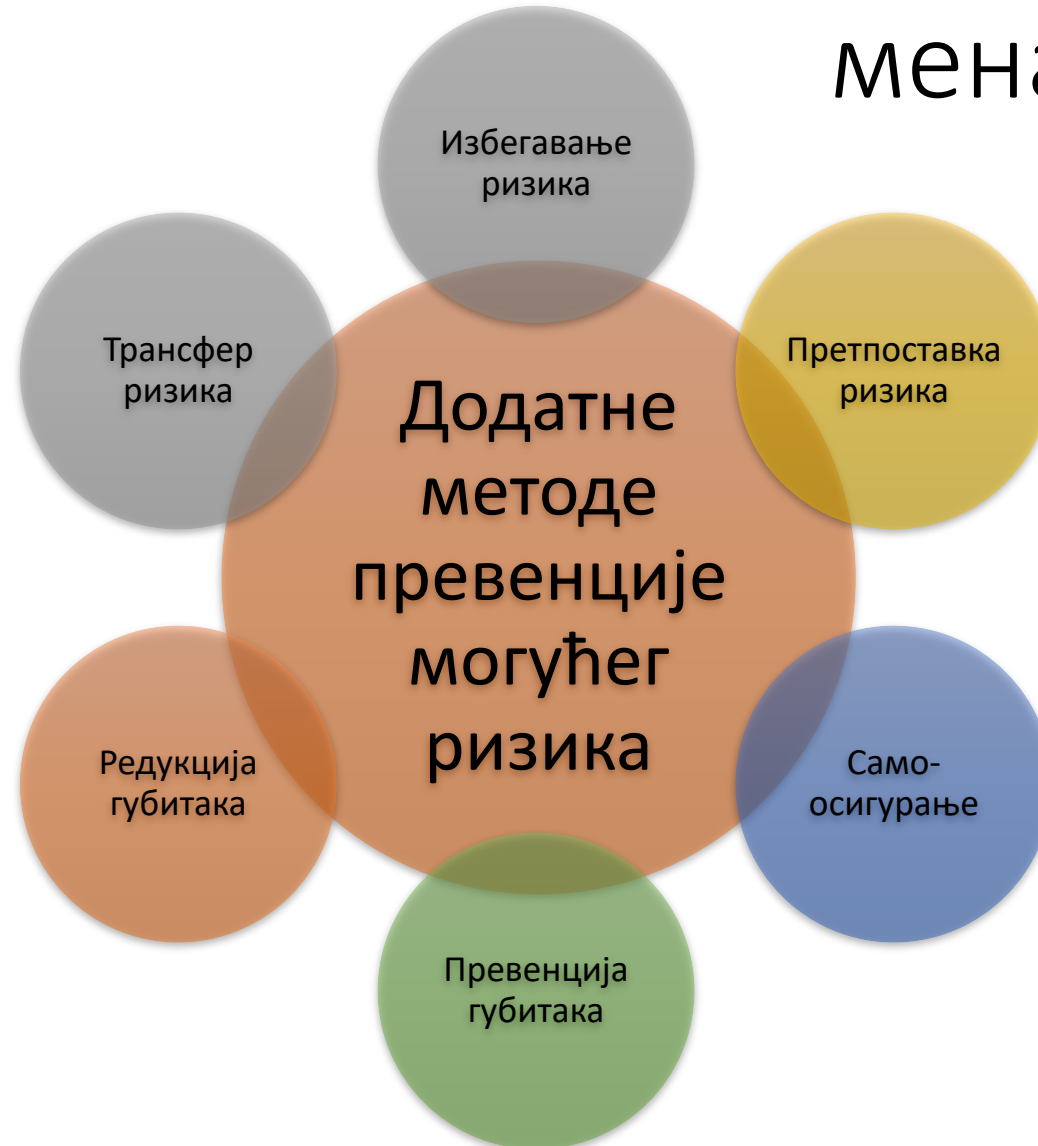 мена
Избегавање
ризика
Трансфер
ризика
Претпоставка
ризика
Додатне
методе
превенције
могућег
ризика
Редукција
губитака
Само-
осигурање
Превенција
губитака